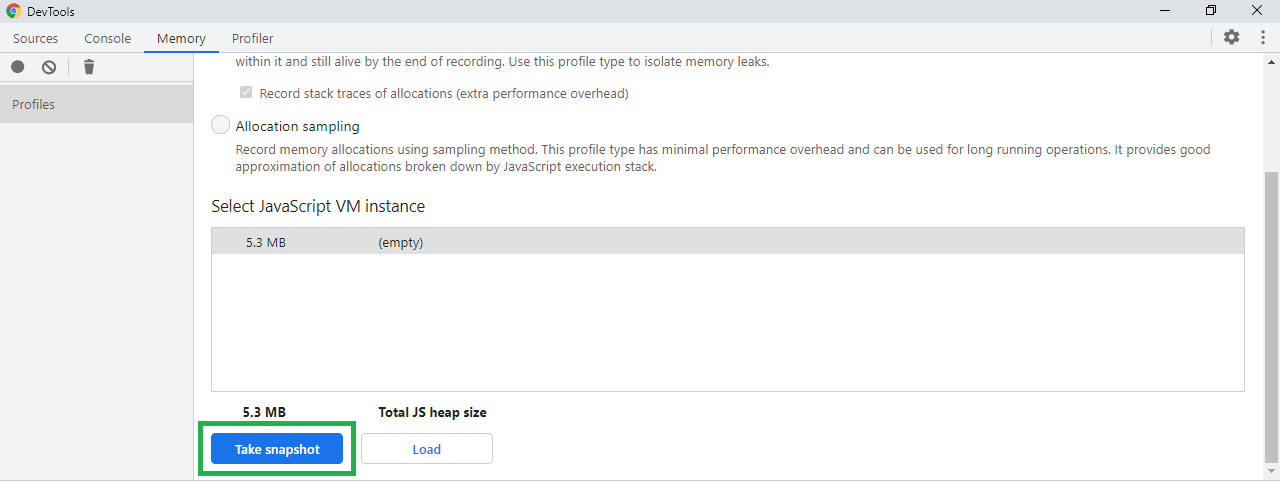 DevTools
Sources Console Memory Profiler
Profiles
within it and still alive by the end of recording. Use this profile type to isolate memory leaks.
Record stack traces of allocations (extra performance overhead)
Allocation sampling
Record memory allocations using sampling method. This profile type has minimal performance overhead and can be used for long running operations. It provides good
approximation of allocations broken down by JavaScript execution stack.
Select JavaScript VM instance
5.3 MB (empty)
5.3 MB Total JS heap size
Take snapshot Load